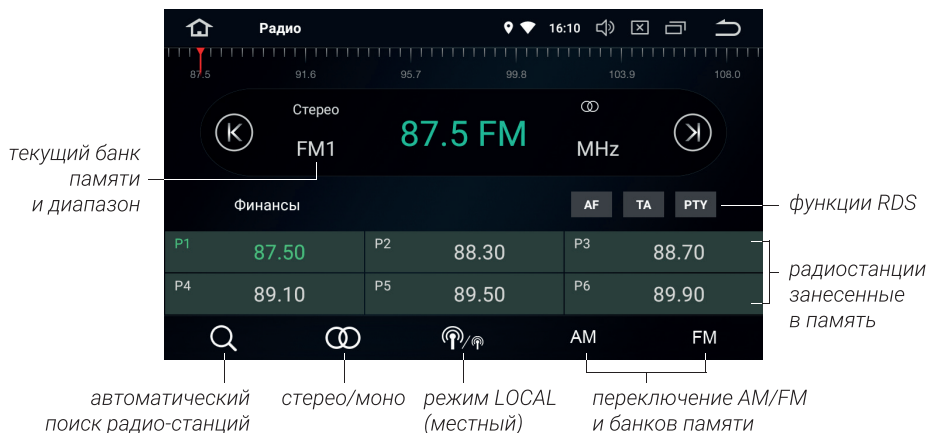 Радио
16:10
87.5 91.6 95.7 99.8 103.9 108.0
Стерео
87.5 FM
FM1
MHz
текущий банк
памяти
и диапазон
Финансы
AF TA PTY
функции RDS
P1 87.50 P2 88.30 P3 88.70
P4 89.10 P5 89.50 P6 89.90
радиостанции
занесенные
в память
AM FM
автоматический
поиск радио-станций
стерео/моно
режим LOCAL
(местный)
переключение AM/FM
и банков памяти